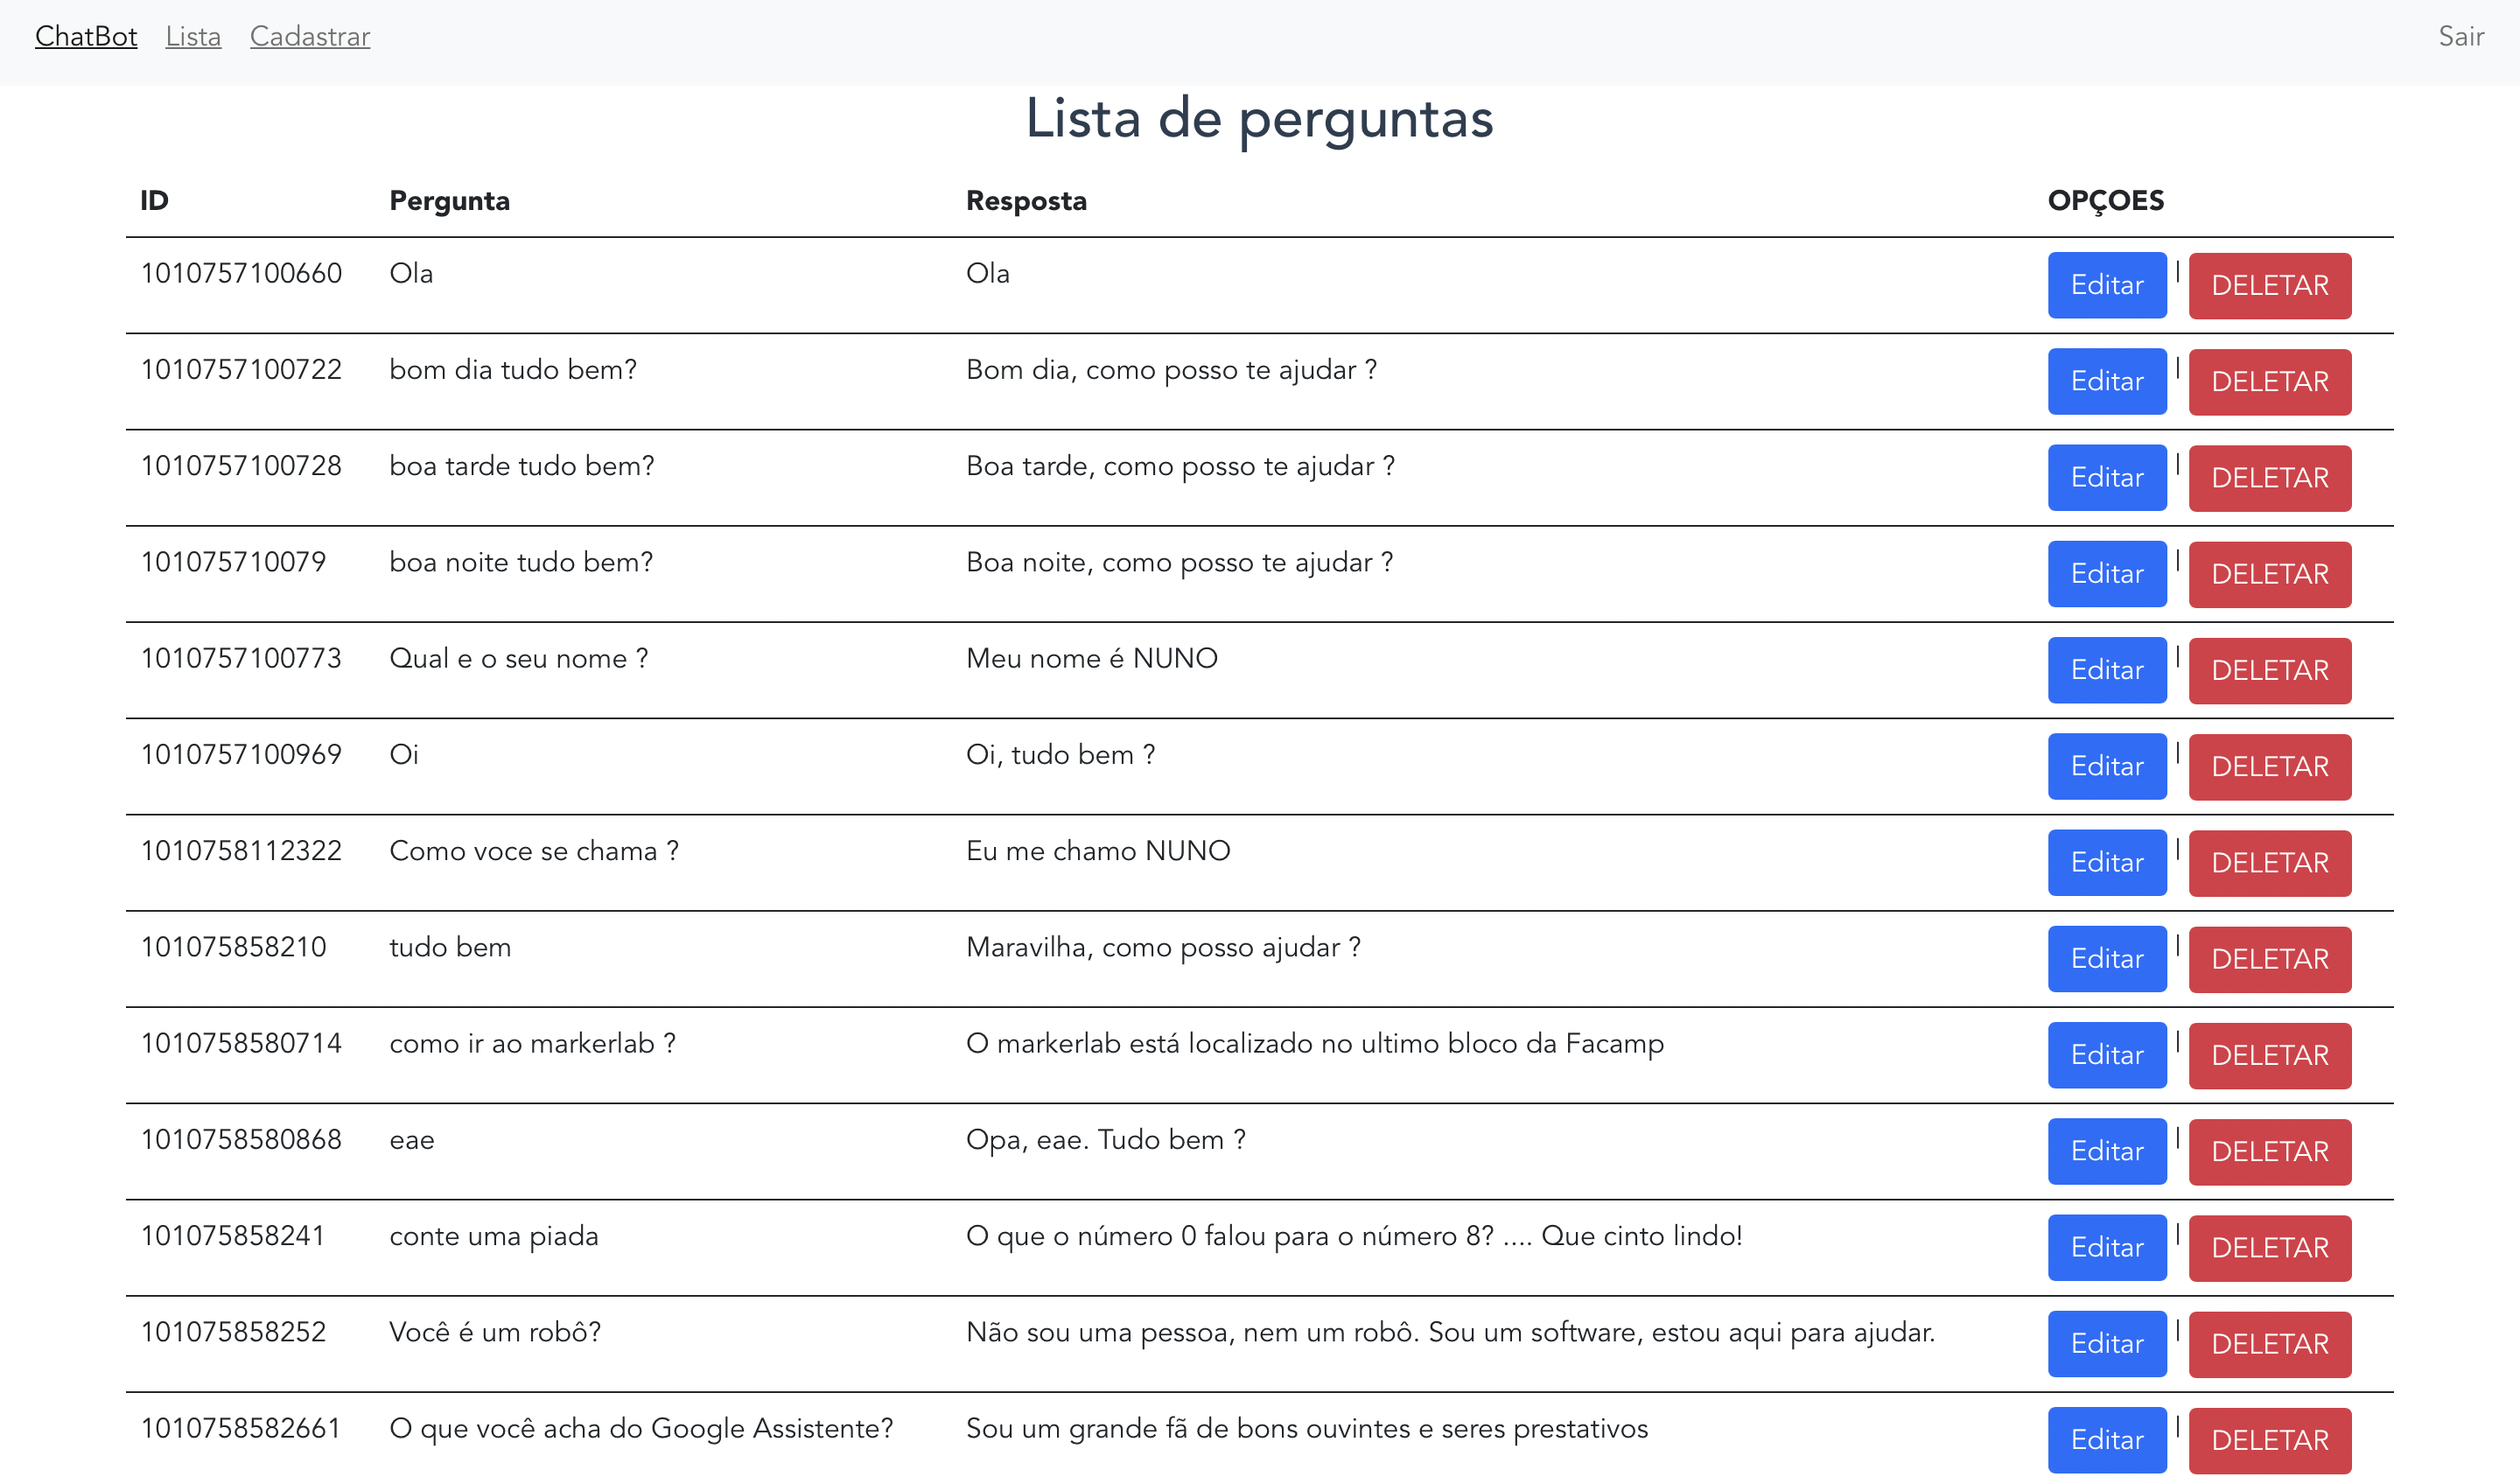 ChatBot Lista Cadastrar Sair
Lista de perguntas
ID Pergunta Resposta OPÇOES
1010757100660 Ola Ola Editar | DELETAR
1010757100722 bom dia tudo bem? Bom dia, como posso te ajudar ? Editar | DELETAR
1010757100728 boa tarde tudo bem? Boa tarde, como posso te ajudar ? Editar | DELETAR
101075710079 boa noite tudo bem? Boa noite, como posso te ajudar ? Editar | DELETAR
1010757100773 Qual e o seu nome ? Meu nome é NUNO Editar | DELETAR
1010757100969 Oi Oi, tudo bem ? Editar | DELETAR
1010758112322 Como voce se chama ? Eu me chamo NUNO Editar | DELETAR
101075858210 tudo bem Maravilha, como posso ajudar ? Editar | DELETAR
1010758580714 como ir ao markerlab ? O markerlab está localizado no ultimo bloco da Facamp Editar | DELETAR
1010758580868 eae Opa, eae. Tudo bem ? Editar | DELETAR
101075858241 conte uma piada O que o número 0 falou para o número 8? .... Que cinto lindo! Editar | DELETAR
101075858252 Você é um robô? Não sou uma pessoa, nem um robô. Sou um software, estou aqui para ajudar. Editar | DELETAR
1010758582661 O que você acha do Google Assistente? Sou um grande fã de bons ouvintes e seres prestativos Editar | DELETAR